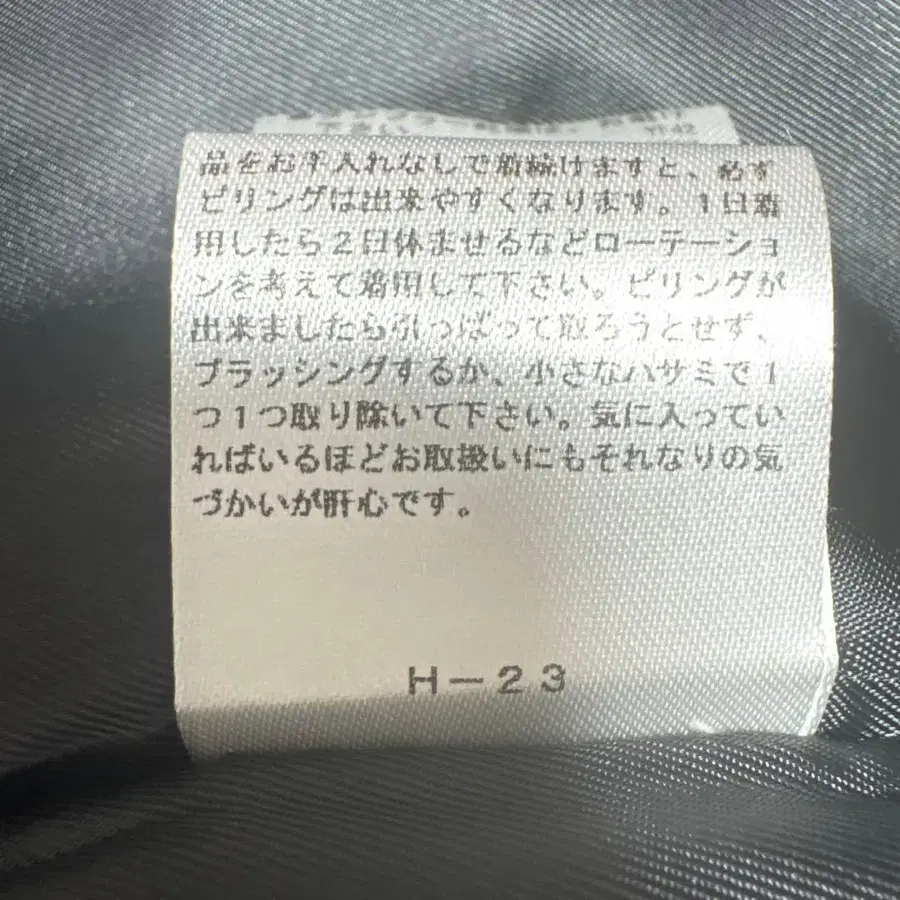 品をお手入れなしで着続けますと、必ず
ピリングは出来やすくなります。1日着
用したら2日休ませるなどローテーショ
ンを考えて着用して下さい。ピリングが
出来ましたら引っぱって取ろうとせず、
ブラッシングするか、小さなハサミで1
つ1つ取り除いて下さい。気に入ってい
ればいるほどお取扱いにもそれなりの気
づかいが肝心です。
H-23